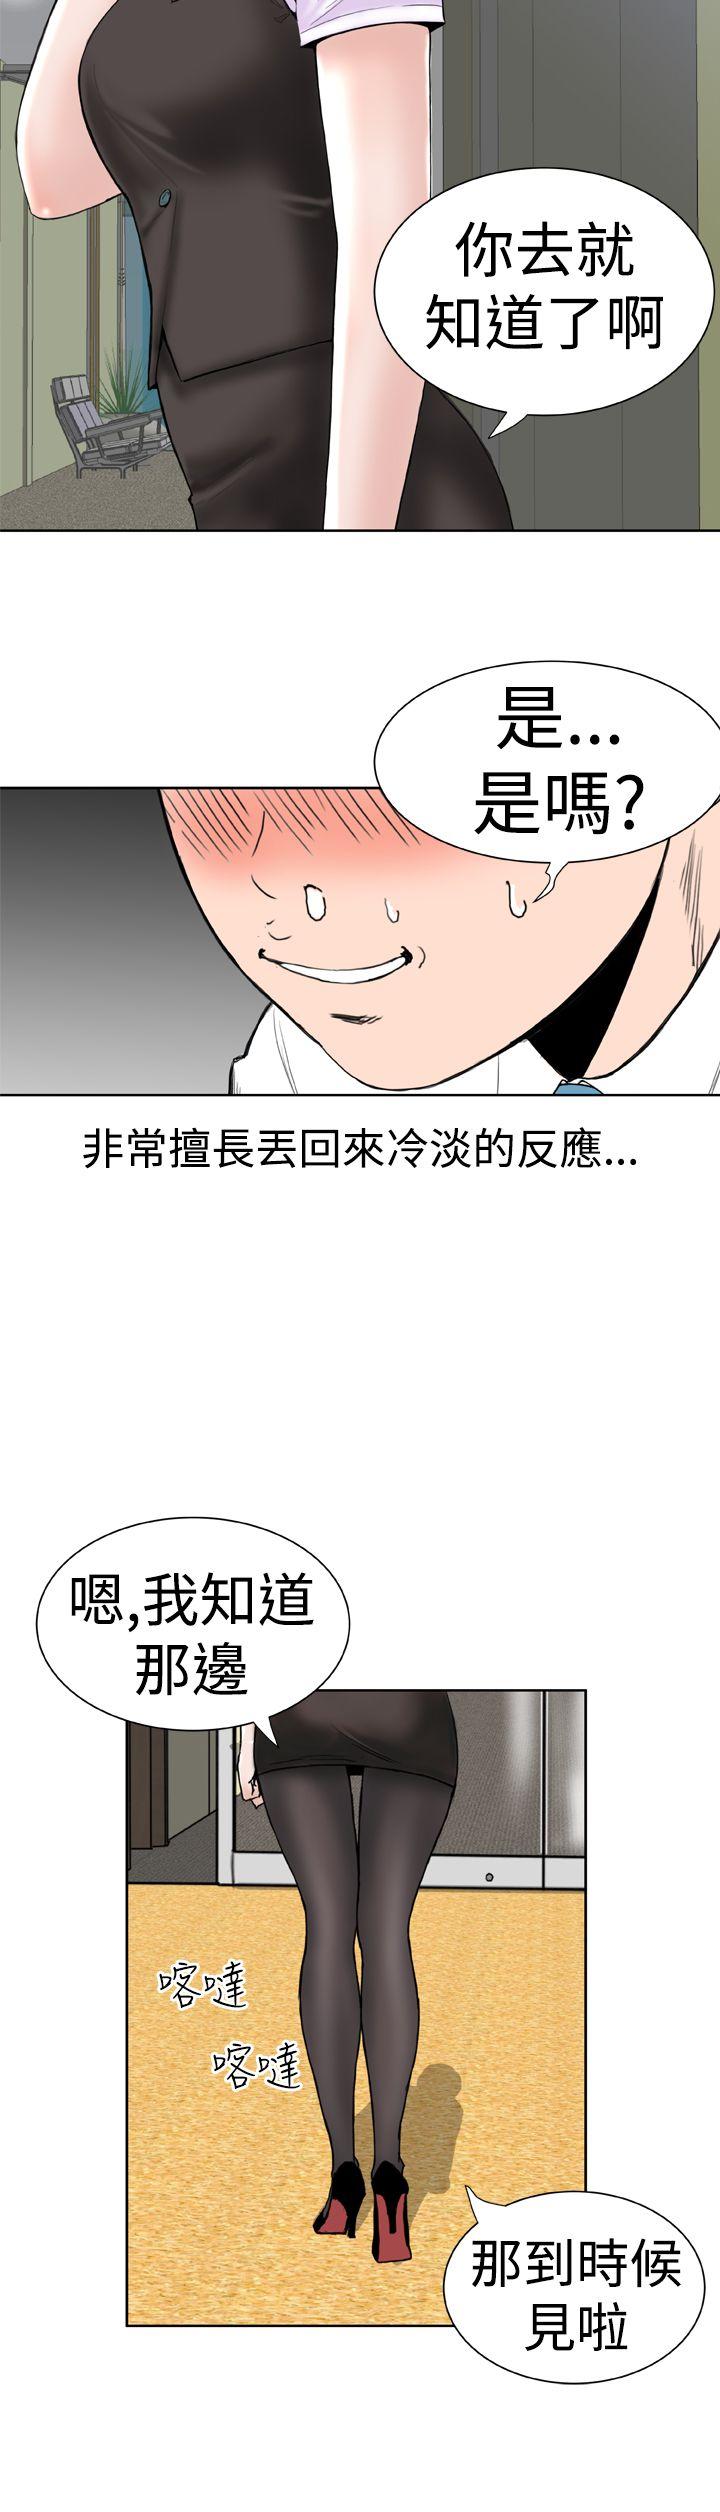 你去就
知道了啊
是...
是嗎?
非常擅長丟回來冷淡的反應...
嗯,我知道
那邊
喀噠
喀噠
那到時候
見啦